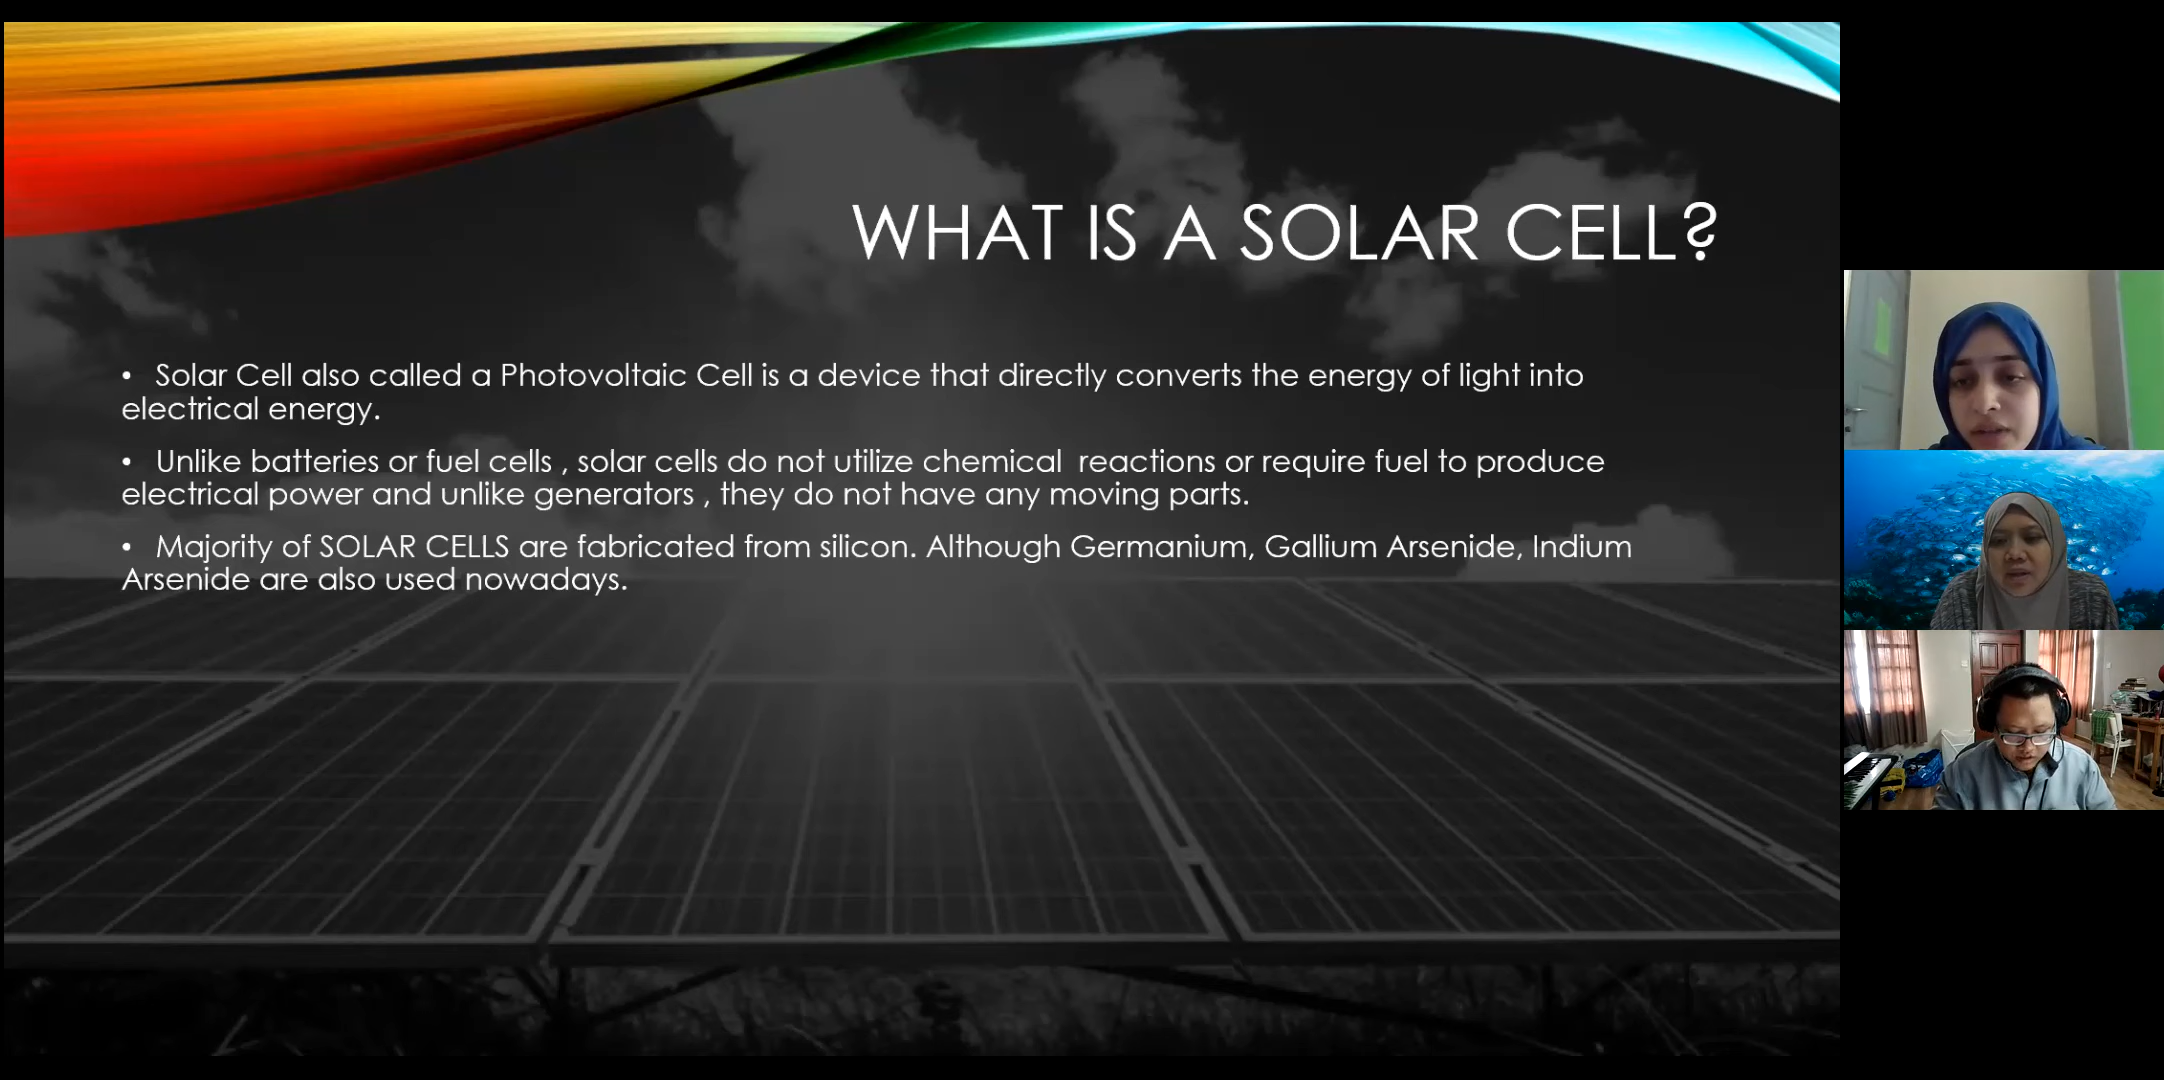 WHAT IS A SOLAR CELL?
• Solar Cell also called a Photovoltaic Cell is a device that directly converts the energy of light into
electrical energy.
• Unlike batteries or fuel cells , solar cells do not utilize chemical  reactions or require fuel to produce
electrical power and unlike generators , they do not have any moving parts.
• Majority of SOLAR CELLS are fabricated from silicon. Although Germanium, Gallium Arsenide, Indium
Arsenide are also used nowadays.